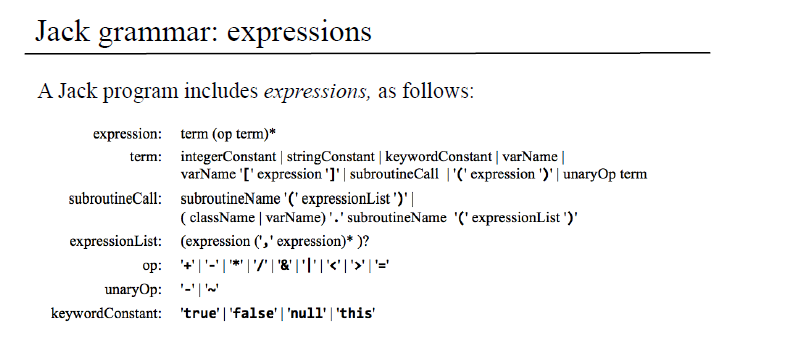 Jack grammar: expressions
A Jack program includes expressions, as follows:
expression: term (op term)*
term: integerConstant | stringConstant | keywordConstant | varName |
varName '[' expression ']' | subroutineCall | '(' expression ')' | unaryOp term
subroutineCall: subroutineName '(' expressionList ')' |
( className | varName) '.' subroutineName '(' expressionList ')'
expressionList: (expression (',' expression)* )?
op: '+' | '-' | '*' | '/' | '&' | '|' | '<' | '>' | '='
unaryOp: '-' | '~'
keywordConstant: 'true' | 'false' | 'null' | 'this'